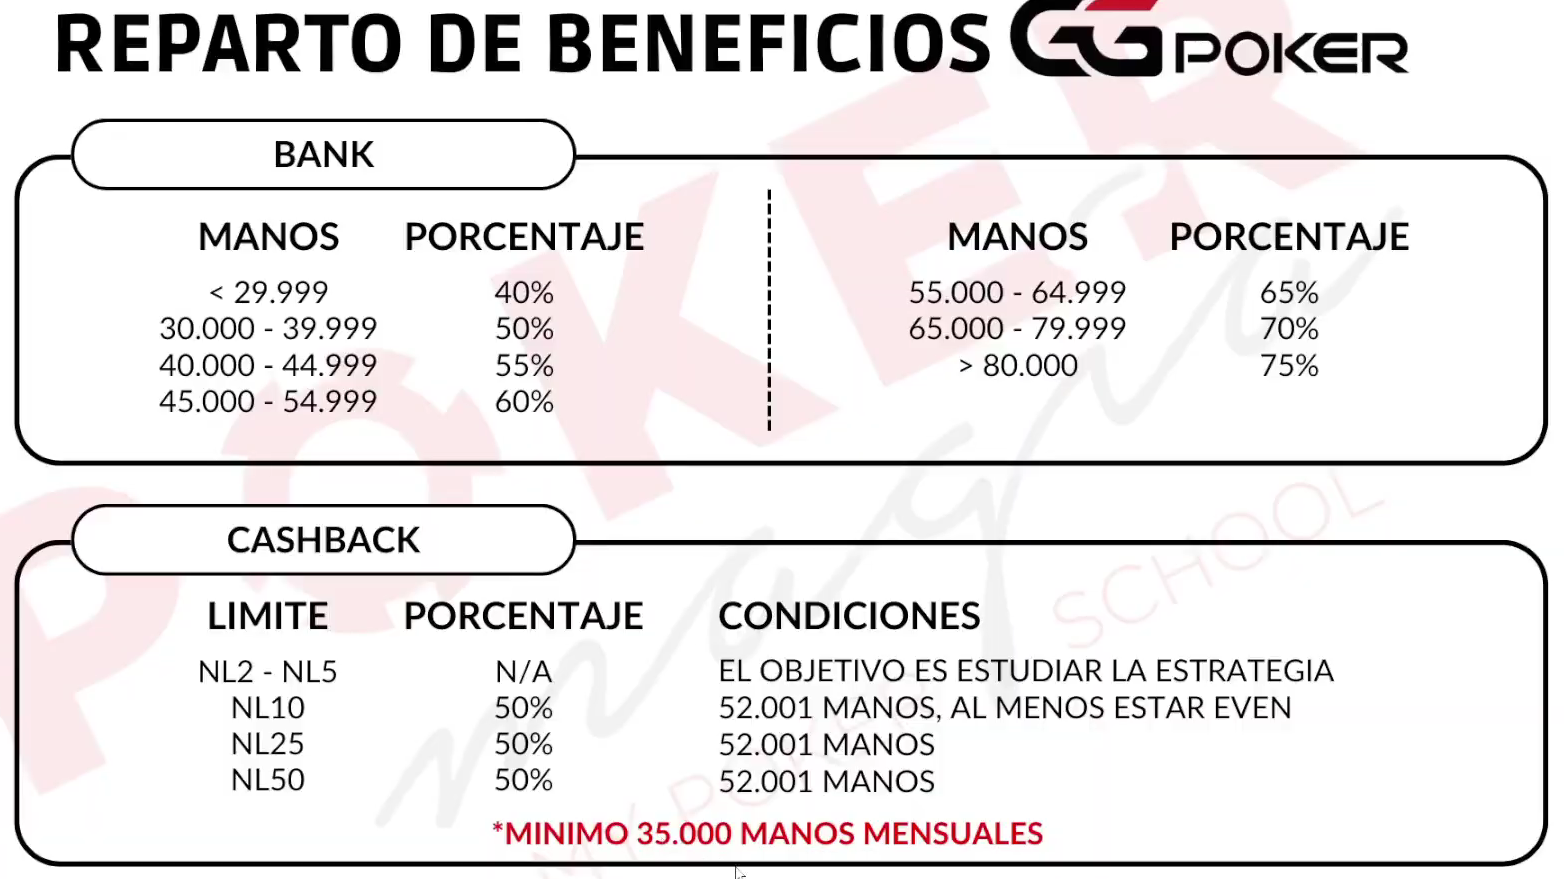 REPARTO DE BENEFICIOS GGPOKER
BANK
MANOS PORCENTAJE
< 29.999 40%
30.000 - 39.999 50%
40.000 - 44.999 55%
45.000 - 54.999 60%
MANOS PORCENTAJE
55.000 - 64.999 65%
65.000 - 79.999 70%
> 80.000 75%
CASHBACK
LIMITE PORCENTAJE CONDICIONES
NL2 - NL5 N/A EL OBJETIVO ES ESTUDIAR LA ESTRATEGIA
NL10 50% 52.001 MANOS, AL MENOS ESTAR EVEN
NL25 50% 52.001 MANOS
NL50 50% 52.001 MANOS
*MINIMO 35.000 MANOS MENSUALES
POKER
MY POKER SCHOOL